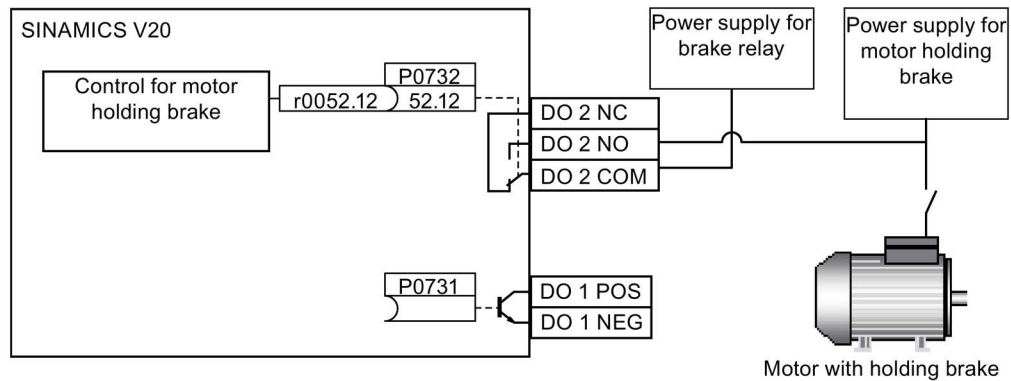 SINAMICS V20
Control for motor
holding brake
r0052.12
P0732
52.12
DO 2 NC
DO 2 NO
DO 2 COM
Power supply for
brake relay
Power supply for
motor holding
brake
P0731
DO 1 POS
DO 1 NEG
Motor with holding brake